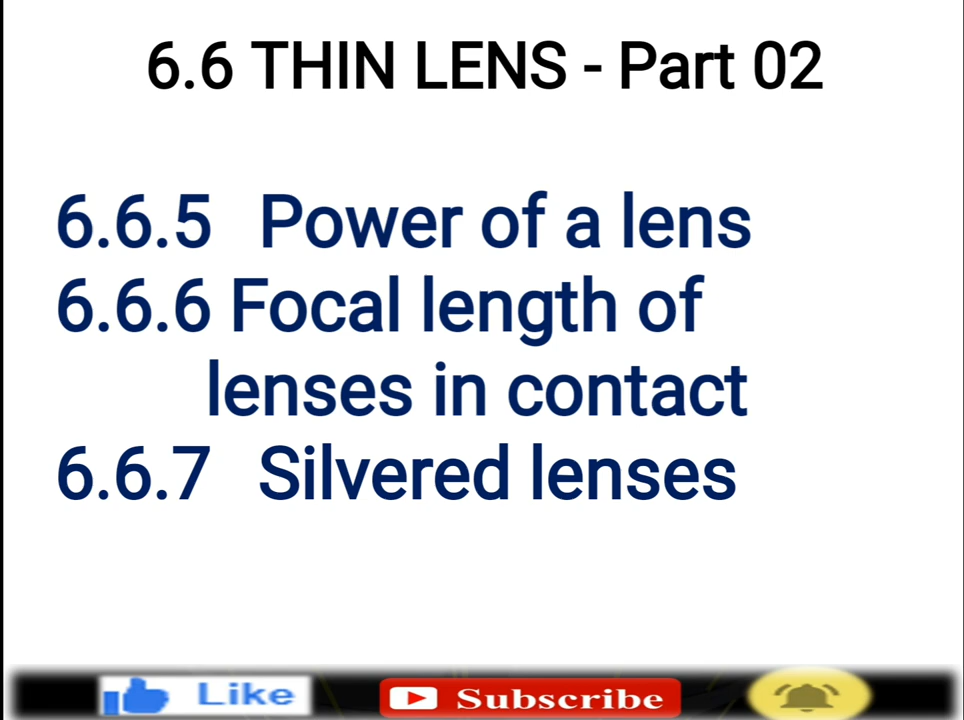 6.6 THIN LENS - Part 02
6.6.5 Power of a lens
6.6.6 Focal length of
lenses in contact
6.6.7 Silvered lenses
Like Subscribe